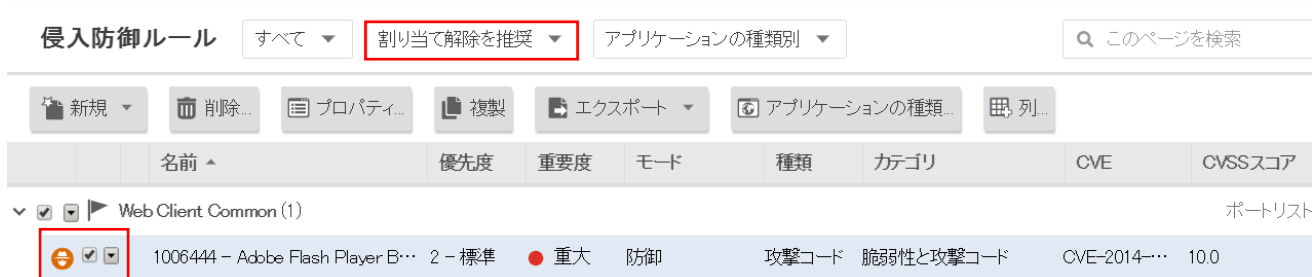 侵入防御ルール すべて 割り当て解除を推奨 アプリケーションの種類別 このページを検索
新規 削除... プロパティ... 複製 エクスポート アプリケーションの種類... 列...
名前 優先度 重要度 モード 種類 カテゴリ CVE CVSSスコア
Web Client Common (1) ポートリスト
1006444 - Adobe Flash Player B… 2 - 標準 重大 防御 攻撃コード 脆弱性と攻撃コード CVE-2014-… 10.0